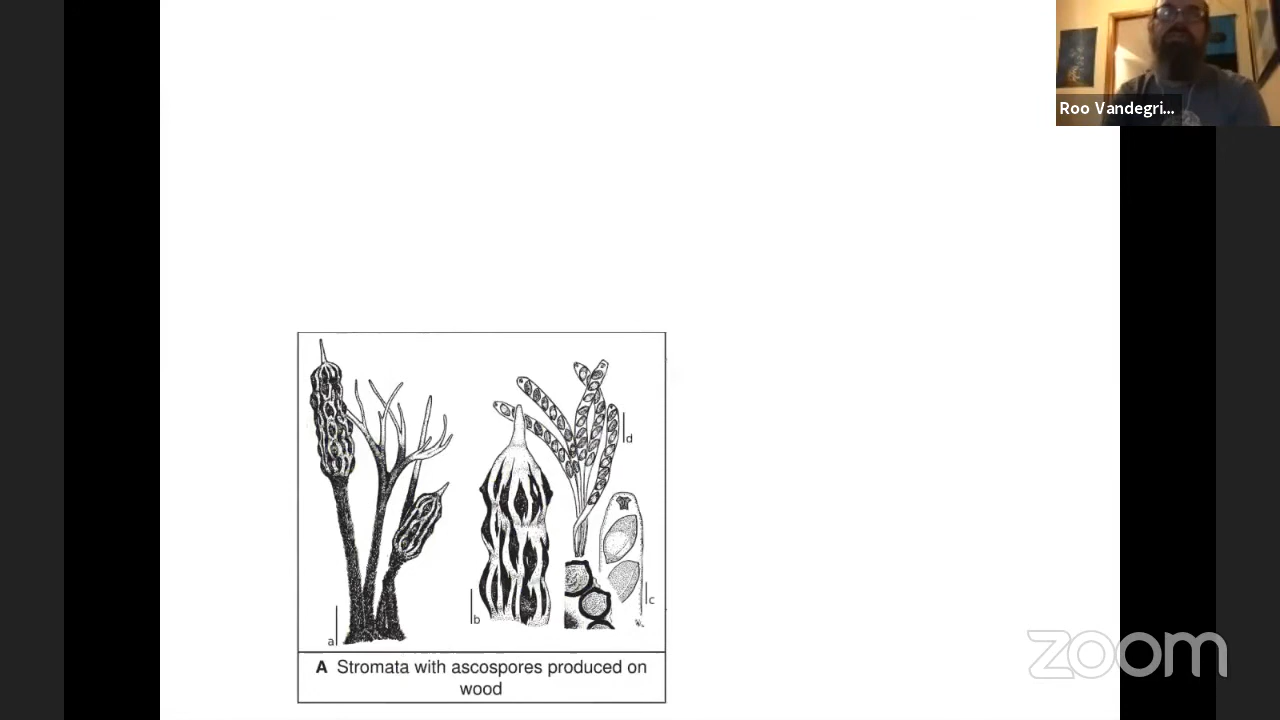 Roo Vandegri...
d
c
b
a
A Stromata with ascospores produced on
wood
zoom